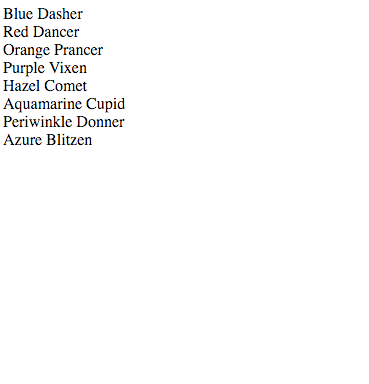 Blue Dasher
Red Dancer
Orange Prancer
Purple Vixen
Hazel Comet
Aquamarine Cupid
Periwinkle Donner
Azure Blitzen